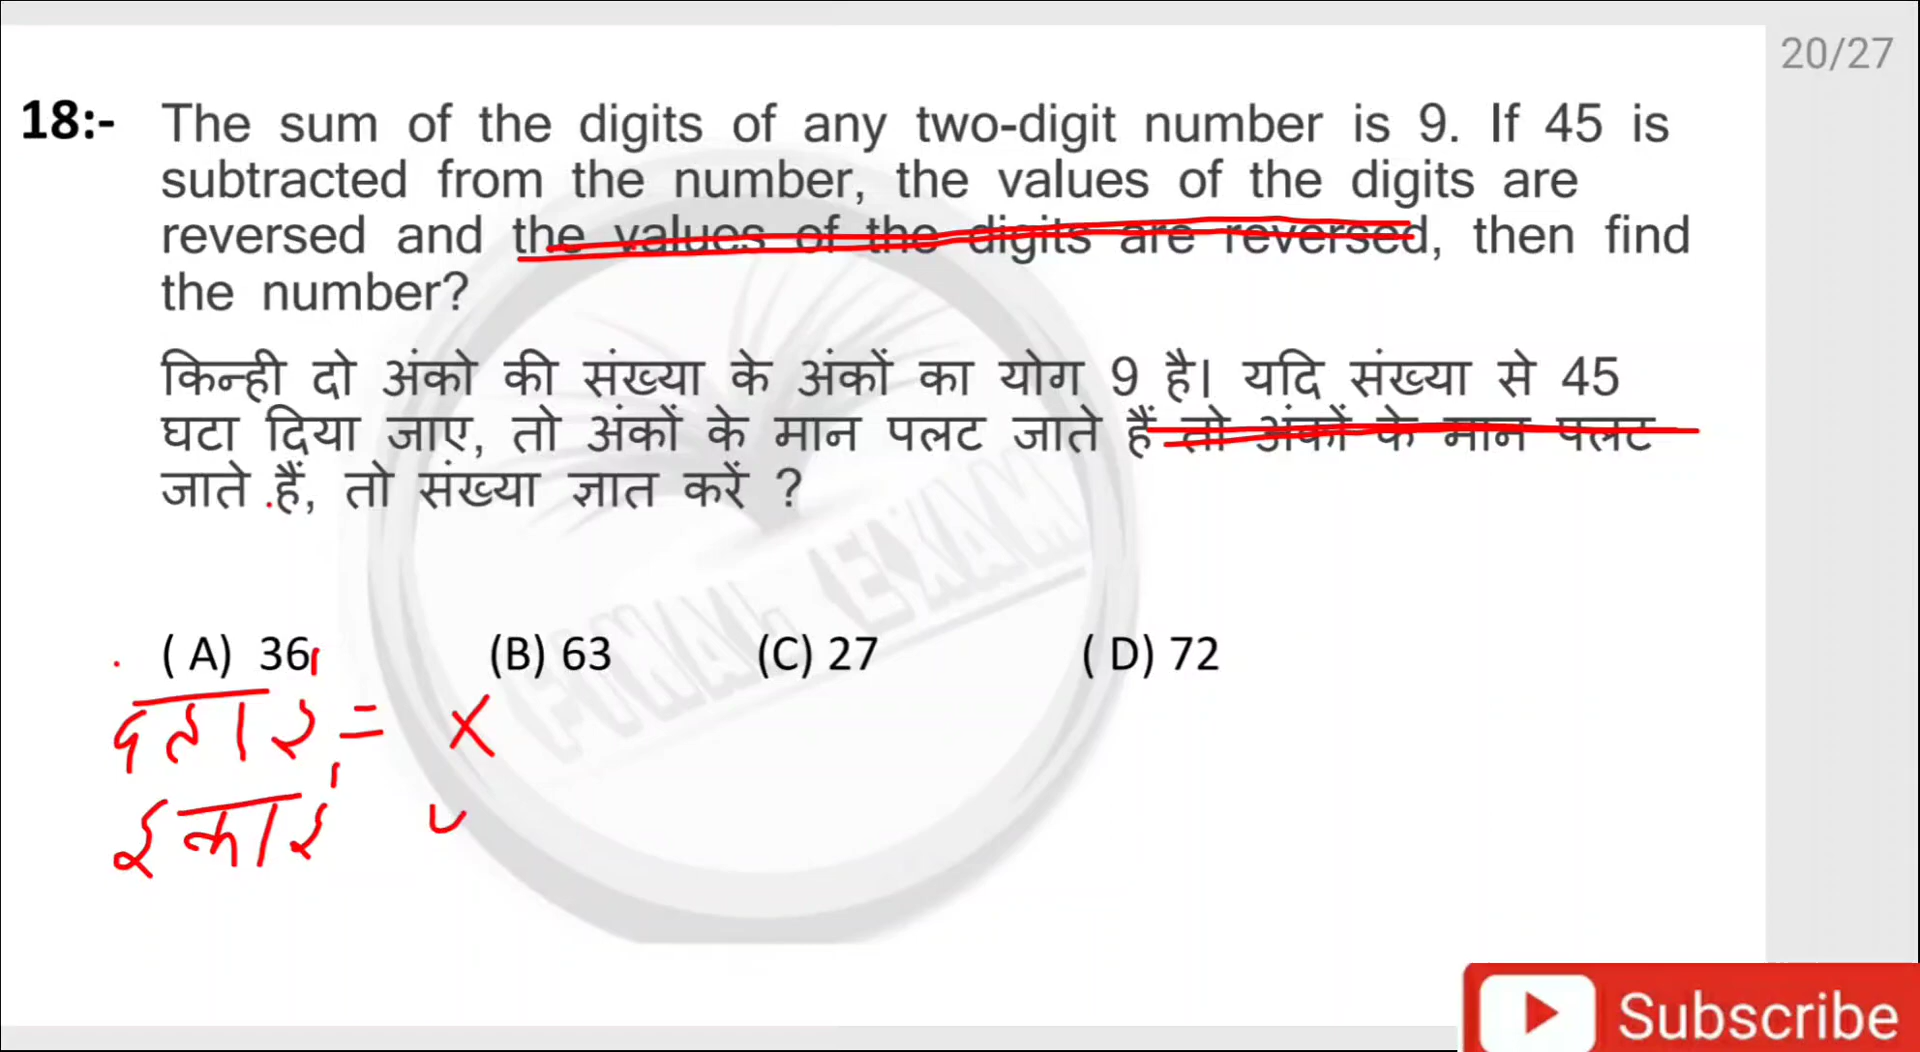 20/27
18:- The sum of the digits of any two-digit number is 9. If 45 is
subtracted from the number, the values of the digits are
reversed and the values of the digits are reversed, then find
the number?
किन्ही दो अंको की संख्या के अंकों का योग 9 है। यदि संख्या से 45
घटा दिया जाए, तो अंकों के मान पलट जाते हैं तो अंकों के मान पलट
जाते हैं, तो संख्या ज्ञात करें ?
( A) 36 (B) 63 (C) 27 ( D) 72
= x
FINAL EXAM
Subscribe